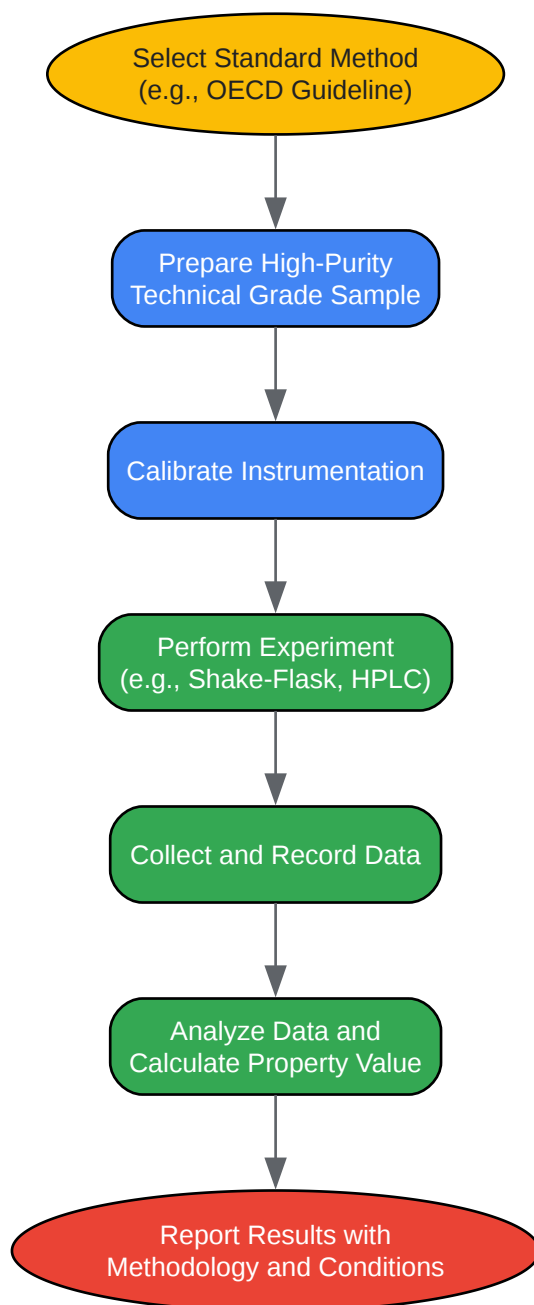 Select Standard Method
(e.g., OECD Guideline)
Prepare High-Purity
Technical Grade Sample
Calibrate Instrumentation
Perform Experiment
(e.g., Shake-Flask, HPLC)
Collect and Record Data
Analyze Data and
Calculate Property Value
Report Results with
Methodology and Conditions